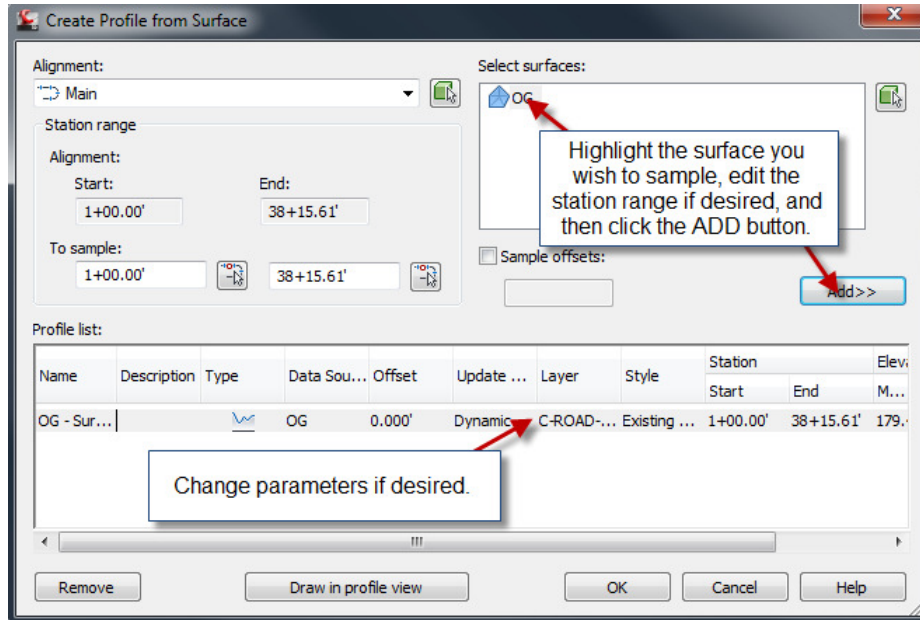 Create Profile from Surface
Alignment:
Main
Select surfaces:
OG
Station range
Alignment:
Start:
End:
1+00.00'
38+15.61'
To sample:
1+00.00'
38+15.61'
Highlight the surface you
wish to sample, edit the
station range if desired, and
then click the ADD button.
Sample offsets:
Add>>
Profile list:
Name Description Type Data Sou... Offset Update ... Layer Style Station Start End Eleva M...
OG - Sur... OG 0.000' Dynamic C-ROAD-... Existing ... 1+00.00' 38+15.61' 179.
Change parameters if desired.
Remove
Draw in profile view
OK
Cancel
Help